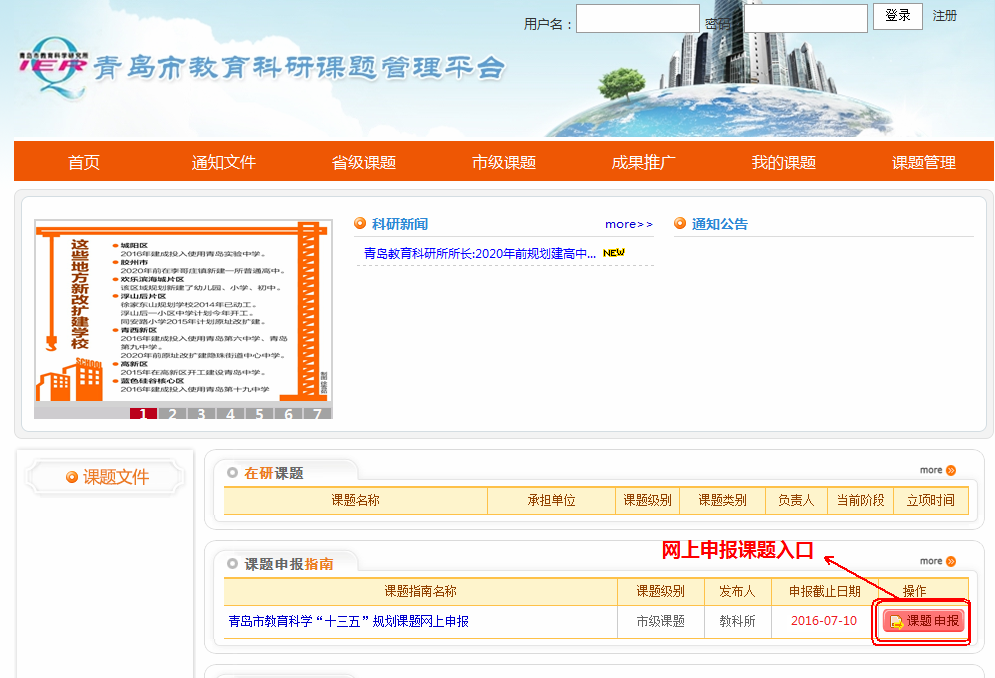 用户名：
密码
登录
注册
青岛市教育科学研究所
IER
青岛市教育科研课题管理平台
首页 通知文件 省级课题 市级课题 成果推广 我的课题 课题管理
这些地方新改扩建学校
城阳区
2016年建成投入使用青岛实验中学。
胶州市
2020年前在李哥庄镇新建一所普通高中。
欢乐滨海城片区
该区域规划新建了幼儿园、小学、初中。
浮山后片区
徐家东山规划学校2014年已动工。
浮山后一小区中学计划今年开工。
同安路小学2015年计划原址改扩建。
青西新区
2016年建成投入使用青岛第六中学、青岛
第九中学。
2020年前原址改扩建隐珠街道中心中学。
高新区
2015年在高新区开工建设青岛中学。
蓝色硅谷核心区
2016年建成投入使用青岛第十九中学
SCHOOL
1 2 3 4 5 6 7
科研新闻
more>>
青岛教育科研所所长:2020年前规划建高中...
NEW
通知公告
课题文件
在研课题
more
课题名称 承担单位 课题级别 课题类别 负责人 当前阶段 立项时间
网上申报课题入口
课题申报指南
more
课题指南名称 课题级别 发布人 申报截止日期 操作
青岛市教育科学“十三五”规划课题网上申报 市级课题 教科所 2016-07-10 课题申报